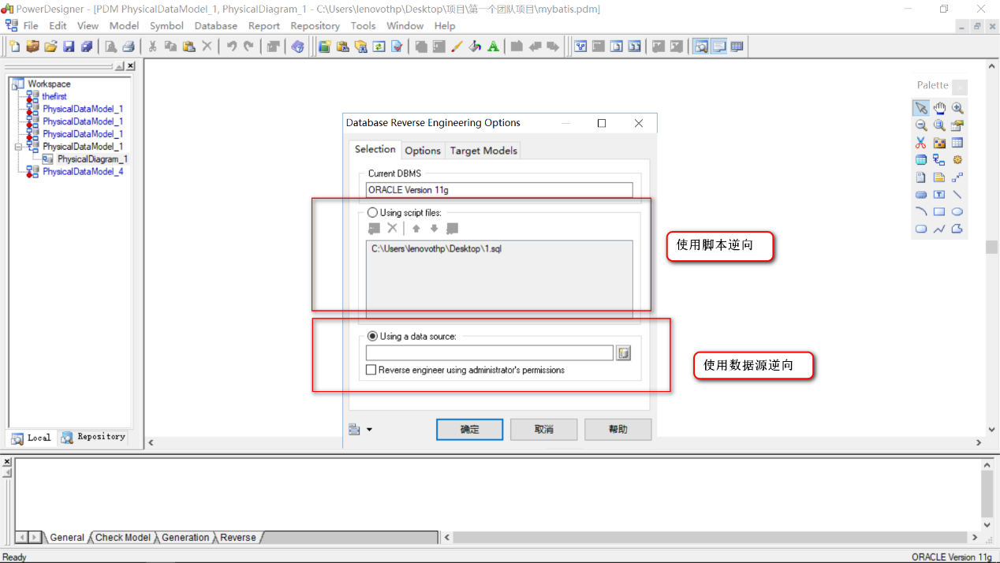 PowerDesigner - [PDM PhysicalDataModel_1, PhysicalDiagram_1 - C:\Users\lenovothp\Desktop\项目\第一个团队项目\mybatis.pdm]
File Edit View Model Symbol Database Report Repository Tools Window Help
Workspace
thefirst
PhysicalDataModel_1
PhysicalDataModel_1
PhysicalDataModel_1
PhysicalDataModel_1
PhysicalDiagram_1
PhysicalDataModel_4
Local Repository
Database Reverse Engineering Options
Selection Options Target Models
Current DBMS
ORACLE Version 11g
Using script files:
C:\Users\lenovothp\Desktop\1.sql
Using a data source:
Reverse engineer using administrator's permissions
确定 取消 帮助
使用脚本逆向
使用数据源逆向
Palette
General Check Model Generation Reverse
Ready ORACLE Version 11g